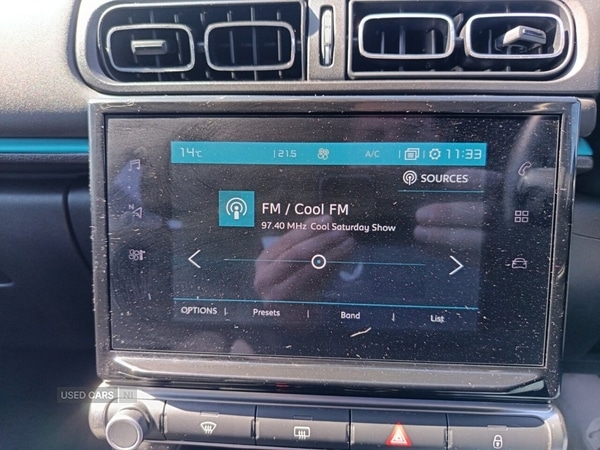 14°C | 21.5 A/C | | 11:33
SOURCES
FM / Cool FM
97.40 MHz Cool Saturday Show
OPTIONS | Presets | Band | List
N
USED CARS NI